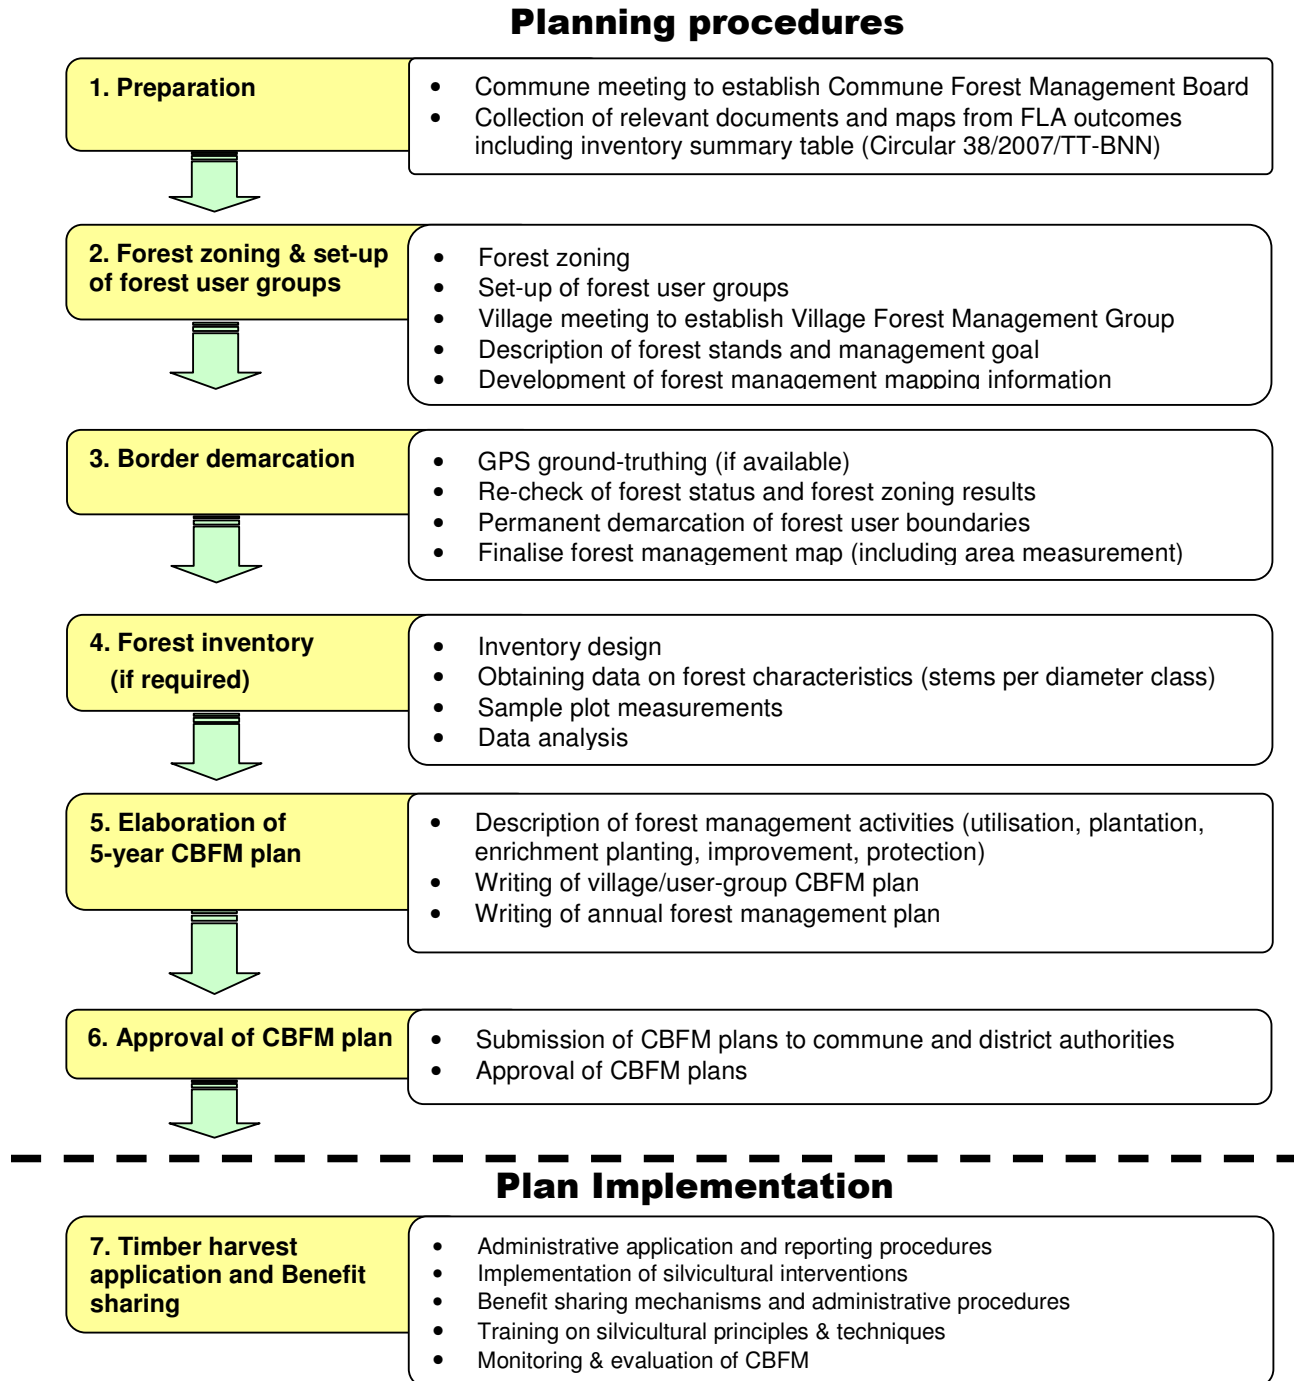 Planning procedures
1. Preparation
• Commune meeting to establish Commune Forest Management Board
• Collection of relevant documents and maps from FLA outcomes
including inventory summary table (Circular 38/2007/TT-BNN)
2. Forest zoning & set-up
of forest user groups
• Forest zoning
• Set-up of forest user groups
• Village meeting to establish Village Forest Management Group
• Description of forest stands and management goal
• Development of forest management mapping information
3. Border demarcation
• GPS ground-truthing (if available)
• Re-check of forest status and forest zoning results
• Permanent demarcation of forest user boundaries
• Finalise forest management map (including area measurement)
4. Forest inventory
(if required)
• Inventory design
• Obtaining data on forest characteristics (stems per diameter class)
• Sample plot measurements
• Data analysis
5. Elaboration of
5-year CBFM plan
• Description of forest management activities (utilisation, plantation,
enrichment planting, improvement, protection)
• Writing of village/user-group CBFM plan
• Writing of annual forest management plan
6. Approval of CBFM plan
• Submission of CBFM plans to commune and district authorities
• Approval of CBFM plans
Plan Implementation
7. Timber harvest
application and Benefit
sharing
• Administrative application and reporting procedures
• Implementation of silvicultural interventions
• Benefit sharing mechanisms and administrative procedures
• Training on silvicultural principles & techniques
• Monitoring & evaluation of CBFM